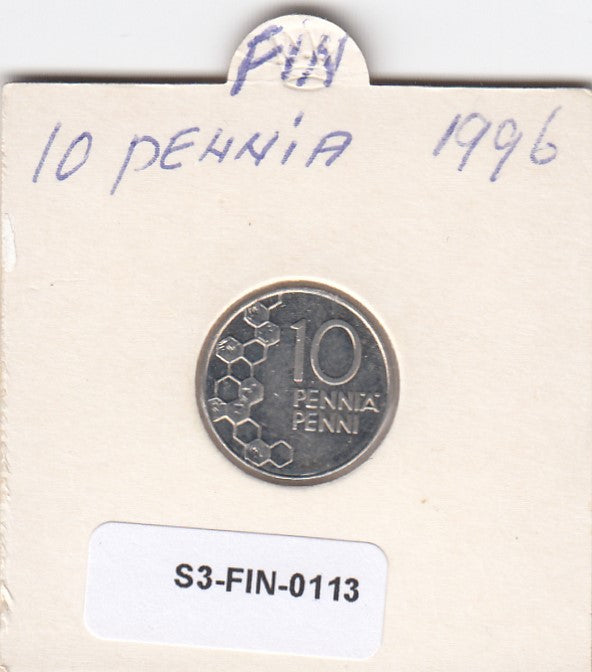 FIN
10 PENNiA 1996
10
PENNIÄ
PENNI
S3-FIN-0113